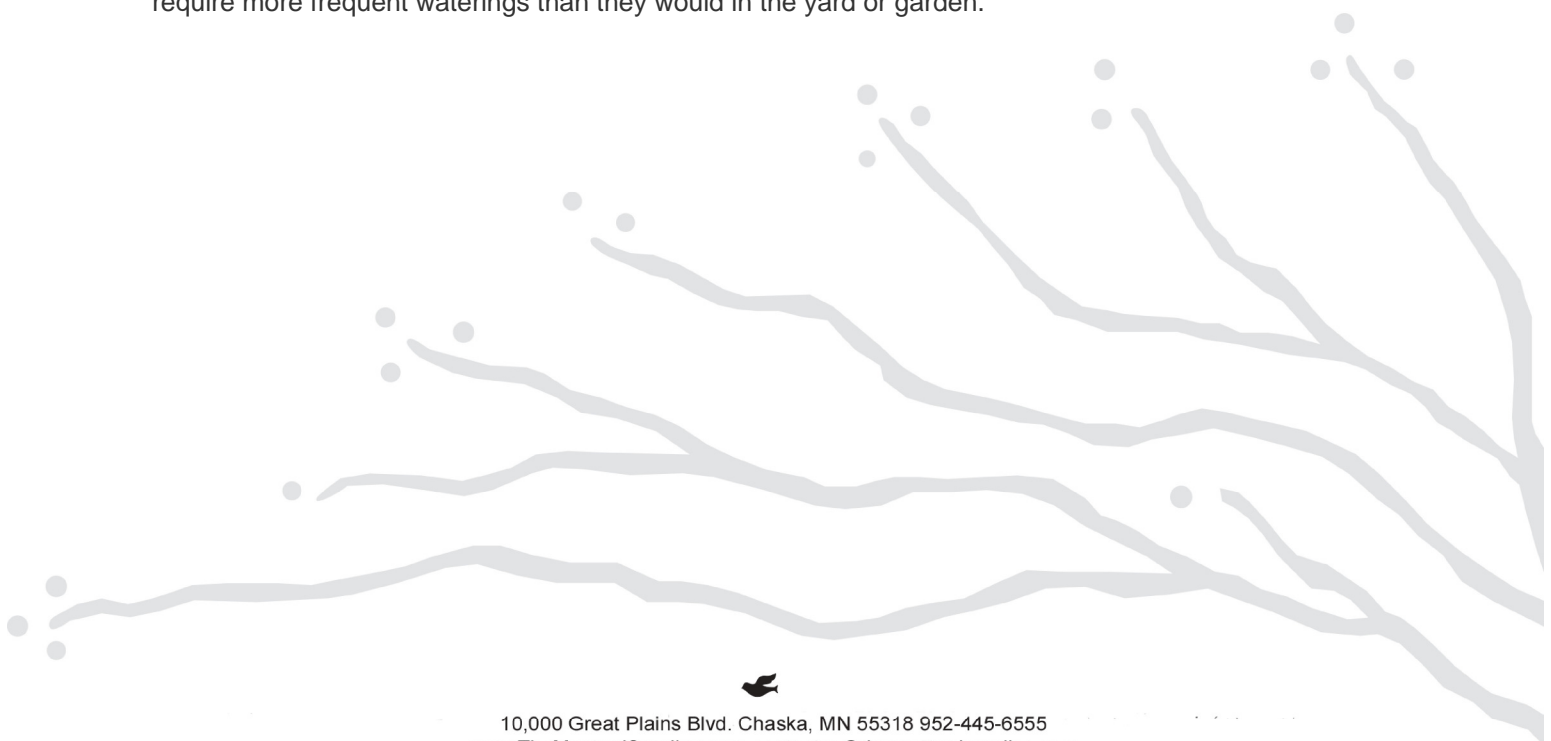 require more frequent waterings than they would in the yard or garden.
10,000 Great Plains Blvd. Chaska, MN 55318 952-445-6555